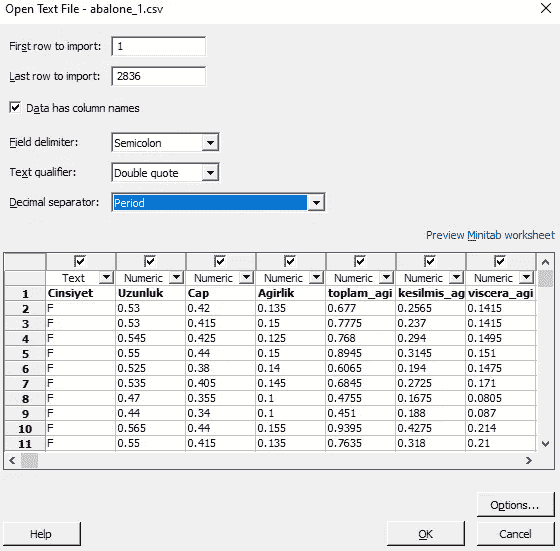 Open Text File - abalone_1.csv
First row to import: 1
Last row to import: 2836
Data has column names
Field delimiter: Semicolon
Text qualifier: Double quote
Decimal separator: Period
Preview Minitab worksheet
Text Numeric Numeric Numeric Numeric Numeric Numeric
1 Cinsiyet Uzunluk Cap Agirlik toplam_agi kesilmis_ag viscera_agi
2 F 0.53 0.42 0.135 0.677 0.2565 0.1415
3 F 0.53 0.415 0.15 0.7775 0.237 0.1415
4 F 0.545 0.425 0.125 0.768 0.294 0.1495
5 F 0.55 0.44 0.15 0.8945 0.3145 0.151
6 F 0.525 0.38 0.14 0.6065 0.194 0.1475
7 F 0.535 0.405 0.145 0.6845 0.2725 0.171
8 F 0.47 0.355 0.1 0.4755 0.1675 0.0805
9 F 0.44 0.34 0.1 0.451 0.188 0.087
10 F 0.565 0.44 0.155 0.9395 0.4275 0.214
11 F 0.55 0.415 0.135 0.7635 0.318 0.21
Options...
Help OK Cancel